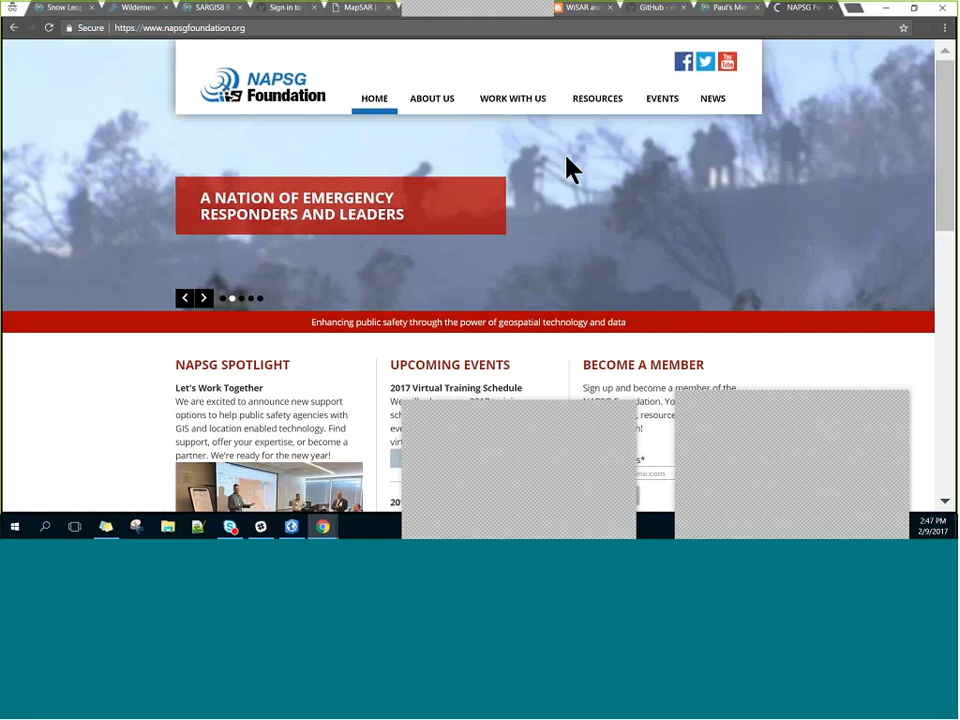 Snow Leop
Wilderness
SARGIS8
Sign in to
MapSAR |
WiSAR an
GitHub -
Paul's Mi
NAPSG Fo
Secure | https://www.napsgfoundation.org
NAPSG
Foundation
HOME
ABOUT US
WORK WITH US
RESOURCES
EVENTS
NEWS
You
Tube
A NATION OF EMERGENCY
RESPONDERS AND LEADERS
Enhancing public safety through the power of geospatial technology and data
NAPSG SPOTLIGHT
Let's Work Together
We are excited to announce new support
options to help public safety agencies with
GIS and location enabled technology. Find
support, offer your expertise, or become a
partner. We're ready for the new year!
UPCOMING EVENTS
2017 Virtual Training Schedule
BECOME A MEMBER
Sign up and become a member of the
2:47 PM
2/9/2017